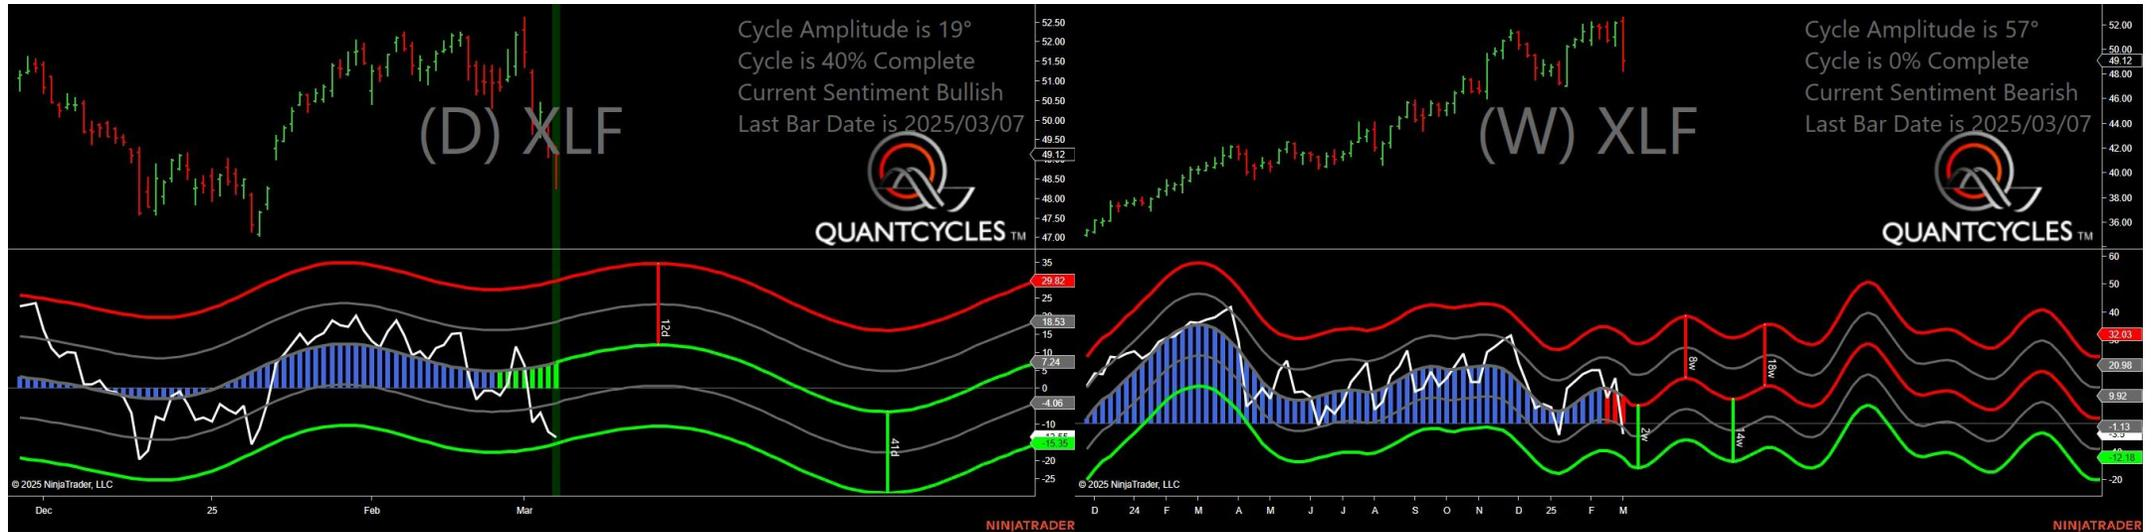 Cycle Amplitude is 19°
Cycle is 40% Complete
Current Sentiment Bullish
Last Bar Date is 2025/03/07
(D) XLF
QUANTCYCLES TM
52.50
52.00
51.50
51.00
50.50
50.00
49.50
49.12
48.50
48.00
47.50
47.00
35
29.82
25
18.53
15
10
7.24
5
0
-4.06
-10
-15.35
-20
-25
12d
41d
© 2025 NinjaTrader, LLC
Dec
25
Feb
Mar
NINJATRADER
Cycle Amplitude is 57°
Cycle is 0% Complete
Current Sentiment Bearish
Last Bar Date is 2025/03/07
(W) XLF
QUANTCYCLES TM
52.00
50.00
49.12
48.00
46.00
44.00
42.00
40.00
38.00
36.00
60
50
40
32.03
20.98
9.92
-1.13
-12.18
-20
8w
18w
2w
14w
© 2025 NinjaTrader, LLC
D 24 F M A M J J A S O N D 25 F M
NINJATRADER